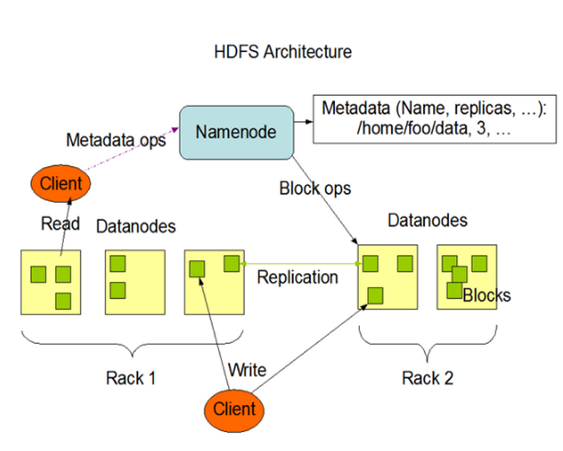 HDFS Architecture
Metadata (Name, replicas, …):
/home/foo/data, 3, …
Namenode
Metadata ops
Client
Block ops
Read
Datanodes
Datanodes
Replication
Blocks
Rack 1
Write
Rack 2
Client